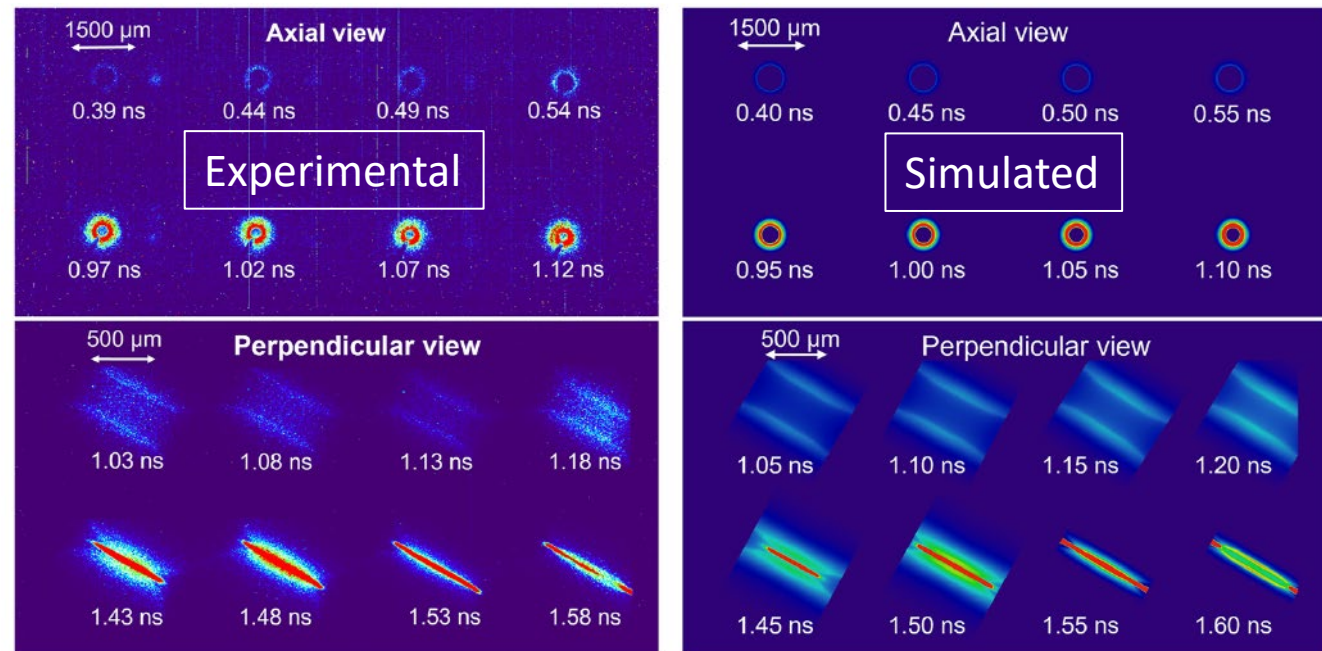 1500 µm
Axial view
0.39 ns 0.44 ns 0.49 ns 0.54 ns
Experimental
0.97 ns 1.02 ns 1.07 ns 1.12 ns
500 µm
Perpendicular view
1.03 ns 1.08 ns 1.13 ns 1.18 ns
1.43 ns 1.48 ns 1.53 ns 1.58 ns
1500 µm
Axial view
0.40 ns 0.45 ns 0.50 ns 0.55 ns
Simulated
0.95 ns 1.00 ns 1.05 ns 1.10 ns
500 µm
Perpendicular view
1.05 ns 1.10 ns 1.15 ns 1.20 ns
1.45 ns 1.50 ns 1.55 ns 1.60 ns